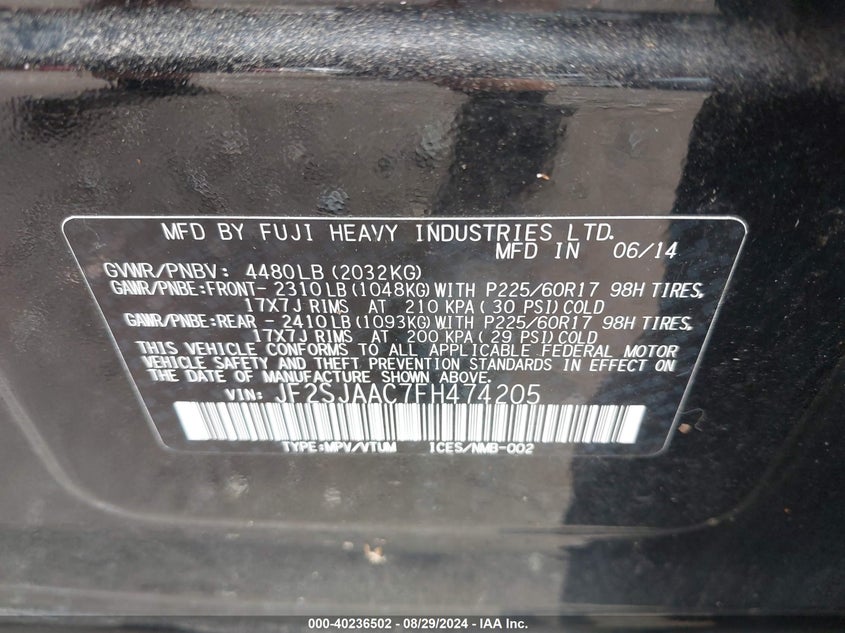 MFD BY FUJI HEAVY INDUSTRIES LTD.
MFD IN 06/14
GVWR/PNBV: 4480LB (2032KG)
GAWR/PNBE:FRONT- 2310LB (1048KG) WITH P225/60R17 98H TIRES,
17X7J RIMS AT 210 KPA ( 30 PSI) COLD
GAWR/PNBE:REAR - 2410LB (1093KG) WITH P225/60R17 98H TIRES,
17X7J RIMS AT 200 KPA ( 29 PSI) COLD
THIS VEHICLE CONFORMS TO ALL APPLICABLE FEDERAL MOTOR
VEHICLE SAFETY AND THEFT PREVENTION STANDARDS IN EFFECT ON
THE DATE OF MANUFACTURE SHOWN ABOVE.
VIN: JF2SJAAC7FH474205
TYPE:MPV/VTUM ICES/NMB-002
000-40236502 - 08/29/2024 - IAA Inc.